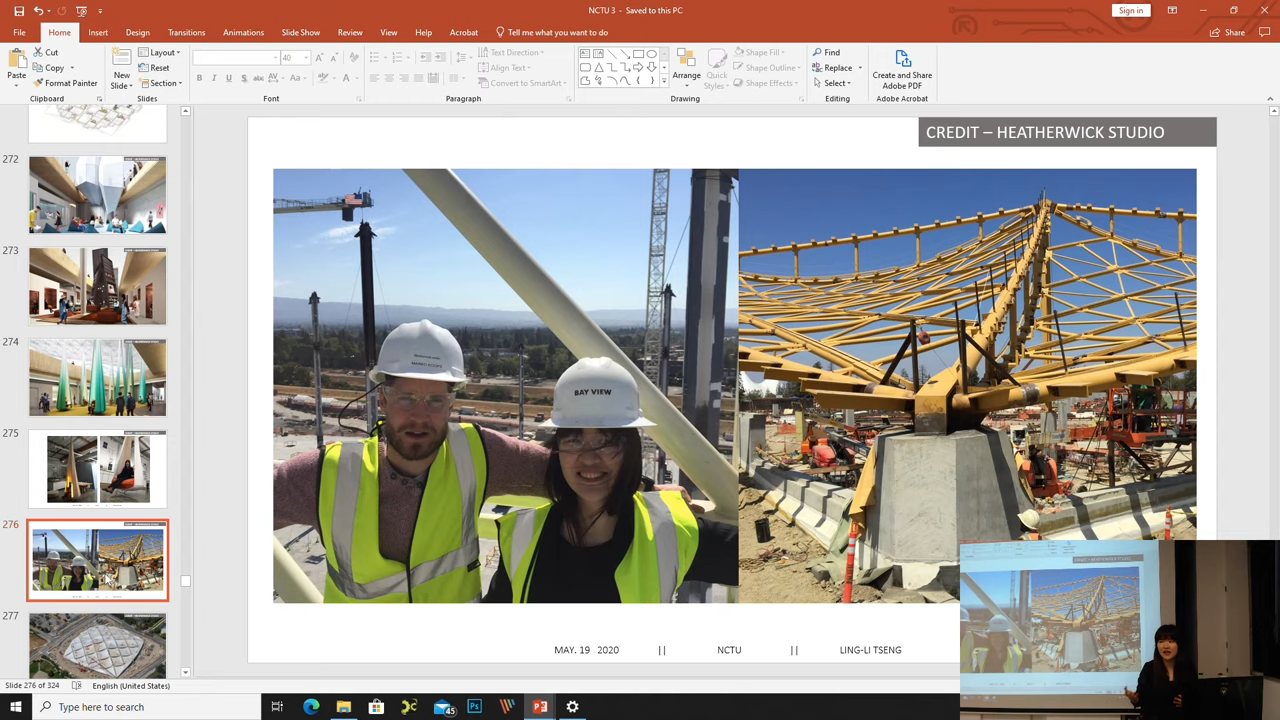 NCTU 3 - Saved to this PC
Sign in
File
Home
Insert
Design
Transitions
Animations
Slide Show
Review
View
Help
Acrobat
Tell me what you want to do
Share
Paste
Cut
Copy
Format Painter
Clipboard
New Slide
Layout
Reset
Section
Slides
40
Font
Text Direction
Align Text
Convert to SmartArt
Paragraph
Arrange
Quick Styles
Shape Fill
Shape Outline
Shape Effects
Drawing
Find
Replace
Select
Editing
Create and Share Adobe PDF
Adobe Acrobat
272
273
274
275
276
277
CREDIT – HEATHERWICK STUDIO
BAY VIEW
MAY. 19 2020 || NCTU || LING-LI TSENG
Slide 276 of 324
English (United States)
Type here to search
45